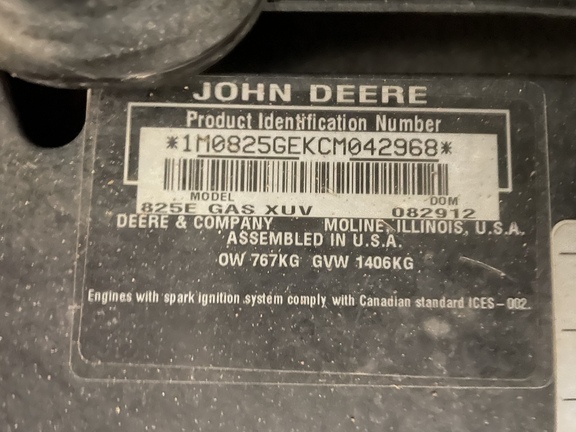 JOHN DEERE
Product Identification Number
*1M0825GEKCM042968*
MODEL DOM
825E GAS XUV 082912
DEERE & COMPANY MOLINE, ILLINOIS, U.S.A.
ASSEMBLED IN U.S.A.
OW 767KG GVW 1406KG
Engines with spark ignition system comply with Canadian standard ICES-002.